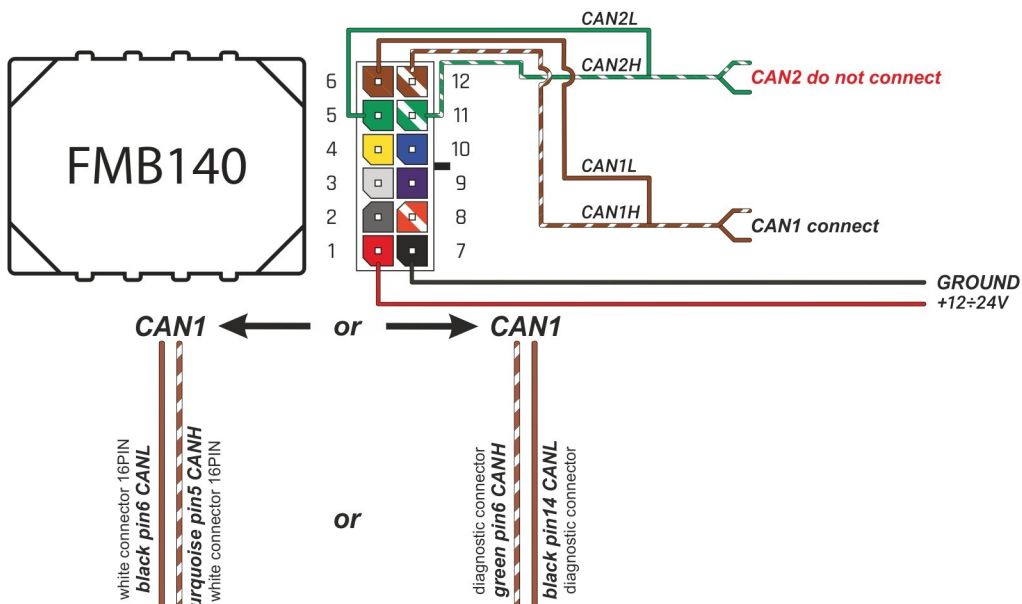 FMB140
CAN2L
CAN2H
CAN2 do not connect
6 12
5 11
4 10
3 9
2 8
1 7
CAN1L
CAN1H
CAN1 connect
GROUND
+12÷24V
CAN1 or CAN1
white connector 16PIN
black pin6 CANL
pin5 CANH
white connector 16PIN
or
diagnostic connector
green pin6 CANH
black pin14 CANL
diagnostic connector